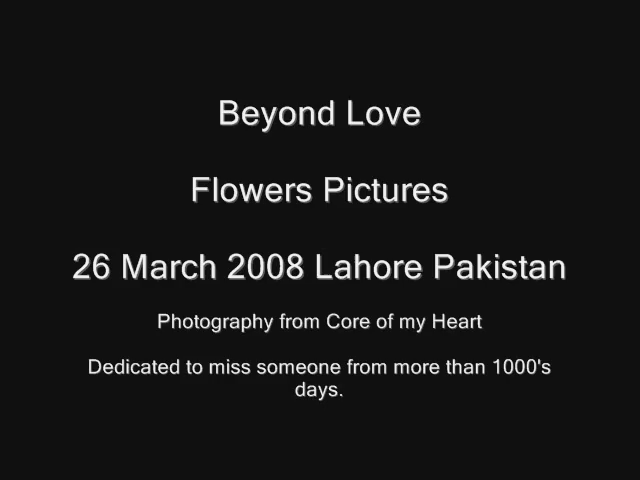 Beyond Love
Flowers Pictures
26 March 2008 Lahore Pakistan
Photography from Core of my Heart
Dedicated to miss someone from more than 1000's
days.